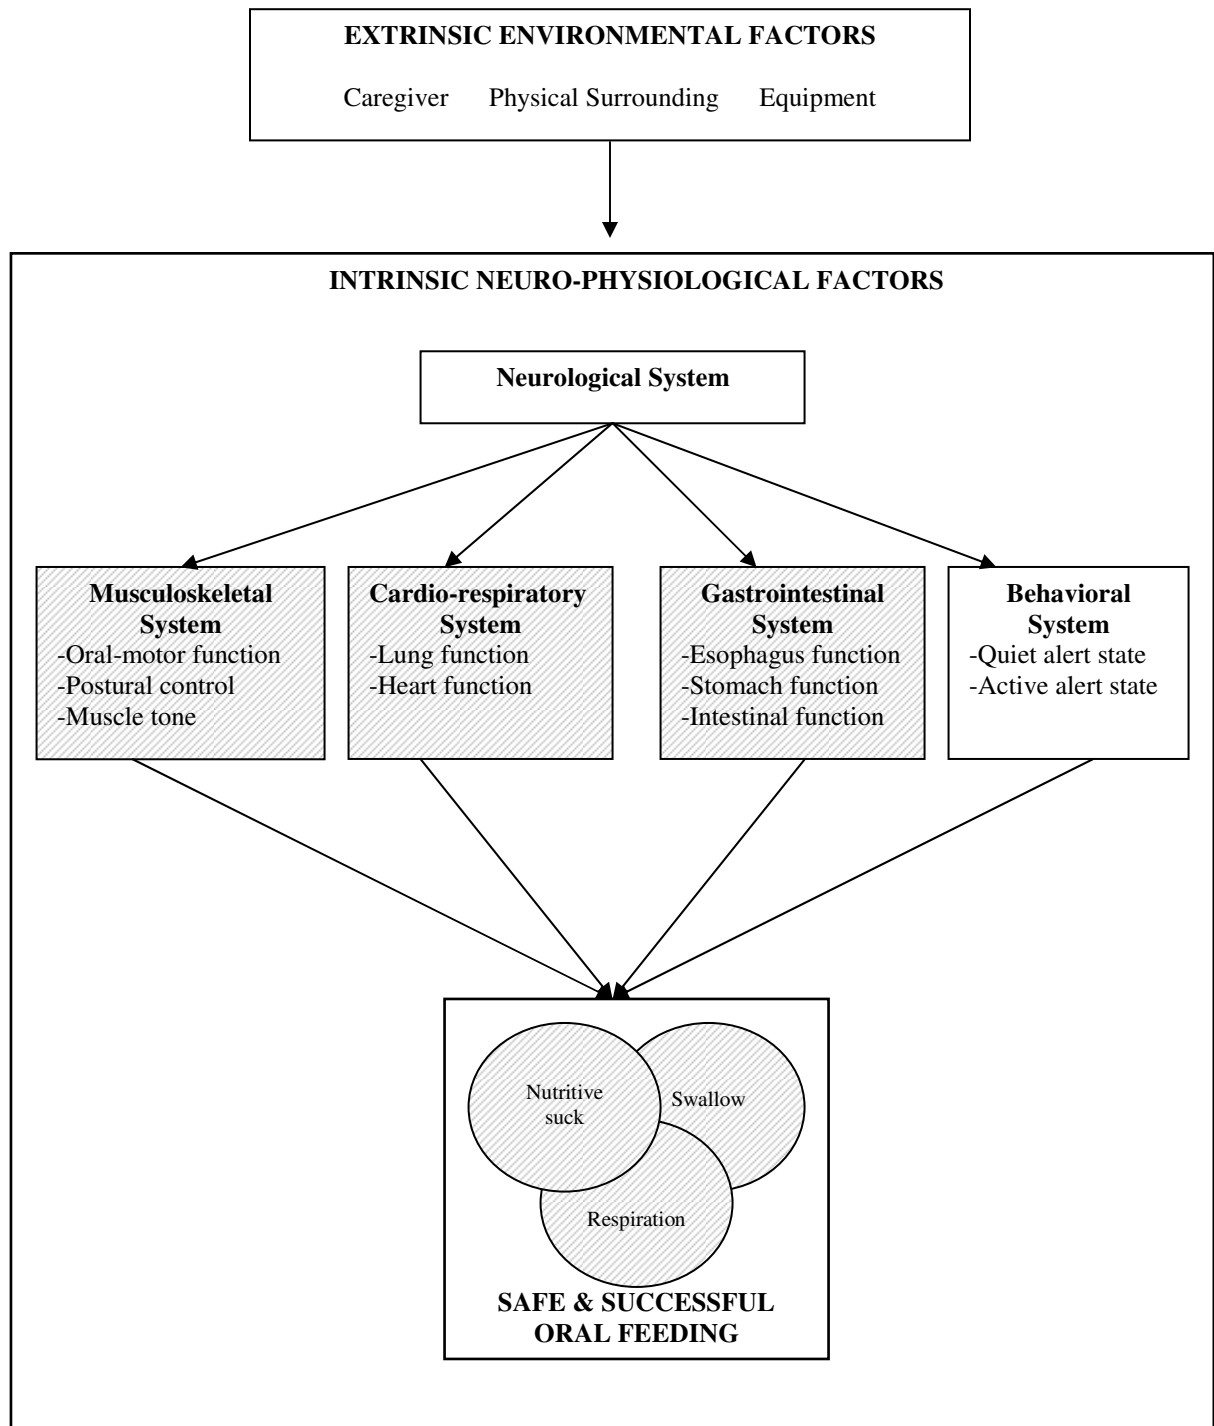 EXTRINSIC ENVIRONMENTAL FACTORS
Caregiver Physical Surrounding Equipment
INTRINSIC NEURO-PHYSIOLOGICAL FACTORS
Neurological System
Musculoskeletal
System
-Oral-motor function
-Postural control
-Muscle tone
Cardio-respiratory
System
-Lung function
-Heart function
Gastrointestinal
System
-Esophagus function
-Stomach function
-Intestinal function
Behavioral
System
-Quiet alert state
-Active alert state
Nutritive
suck
Swallow
Respiration
SAFE & SUCCESSFUL
ORAL FEEDING